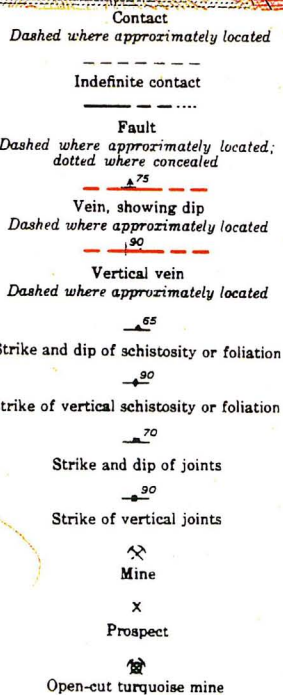 Contact
Dashed where approximately located
Indefinite contact
Fault
Dashed where approximately located;
dotted where concealed
75
Vein, showing dip
Dashed where approximately located
90
Vertical vein
Dashed where approximately located
65
Strike and dip of schistosity or foliation
90
trike of vertical schistosity or foliation
70
Strike and dip of joints
90
Strike of vertical joints
Mine
X
Prospect
Open-cut turquoise mine